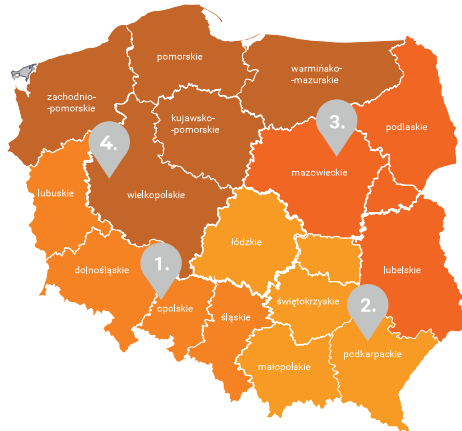 pomorskie
warmińsko-
-mazurskie
zachodnio-
-pomorskie
kujawsko-
-pomorskie
podlaskie
3.
4.
mazowieckie
lubuskie
wielkopolskie
łódzkie
dolnośląskie
1.
lubelskie
opolskie
śląskie
świętokrzyskie
2.
podkarpackie
małopolskie